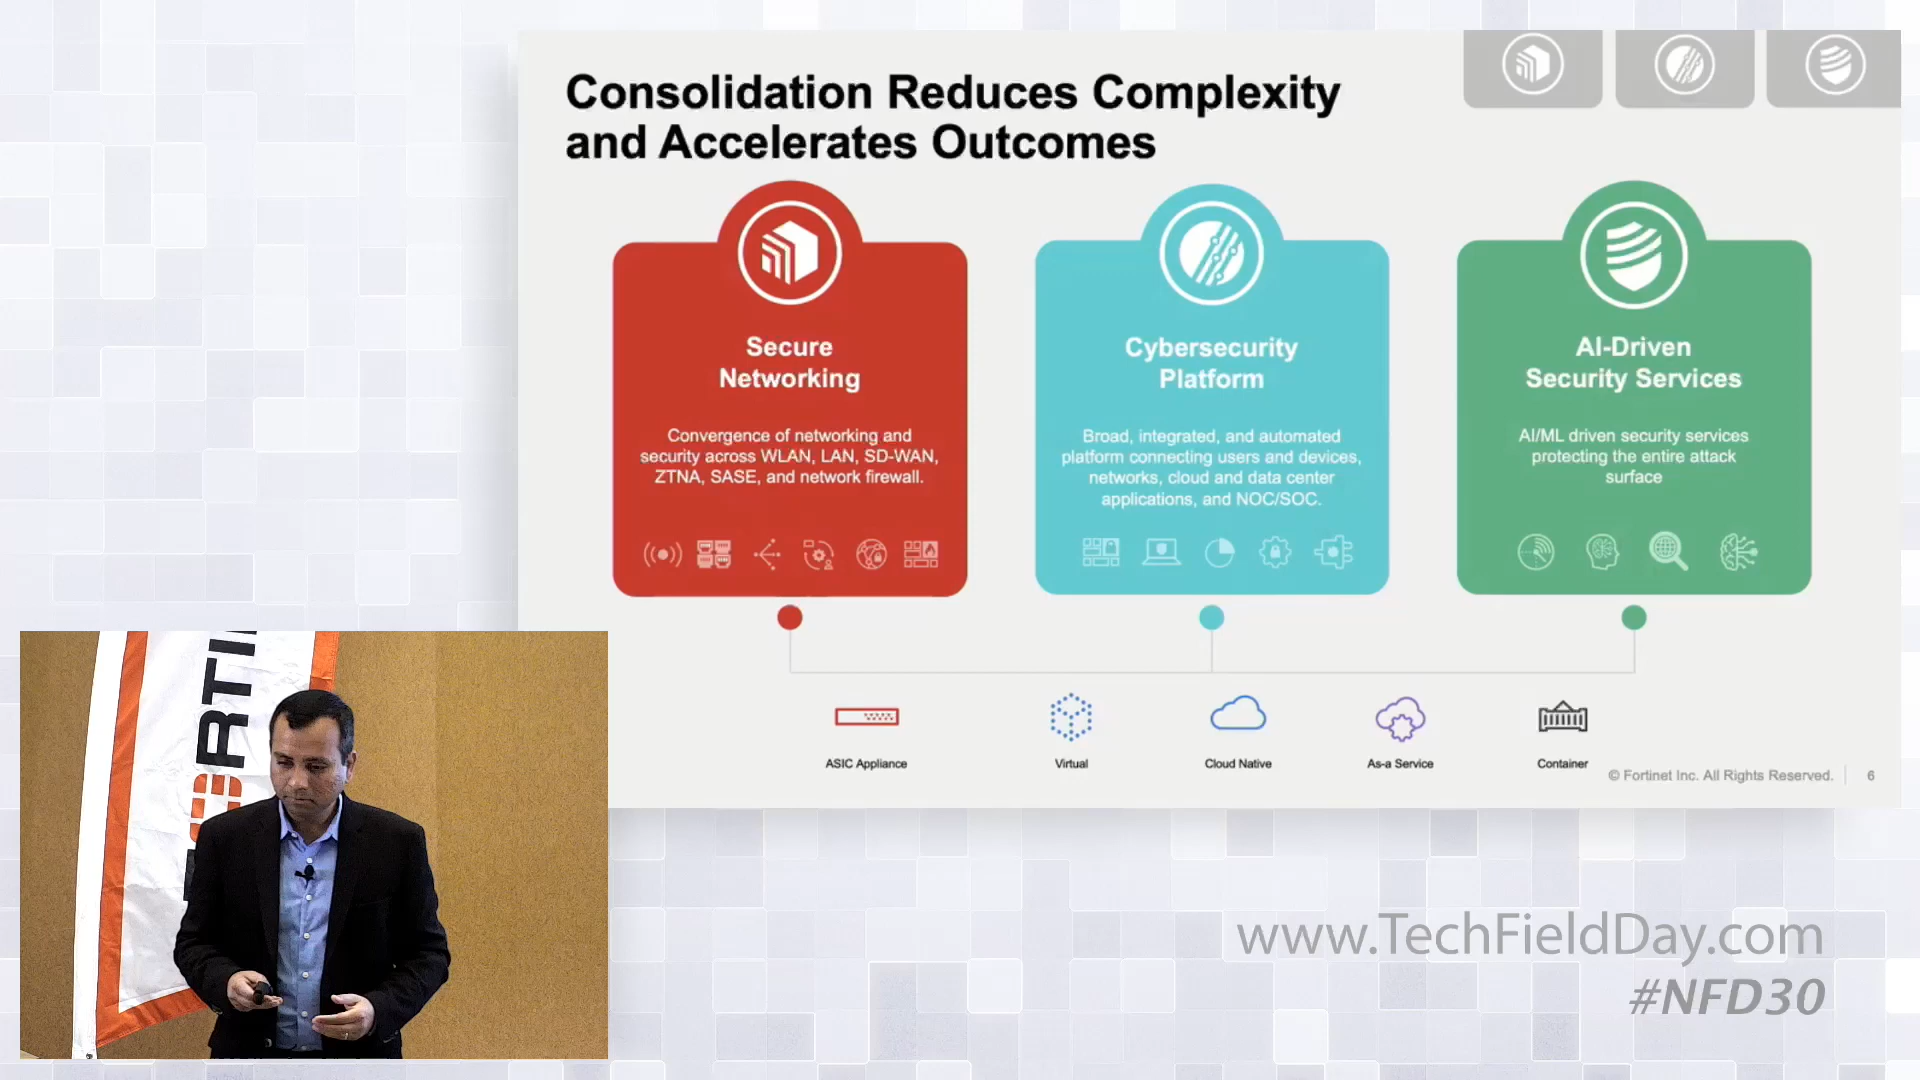 Consolidation Reduces Complexity
and Accelerates Outcomes
Secure
Networking
Convergence of networking and
security across WLAN, LAN, SD-WAN,
ZTNA, SASE, and network firewall.
Cybersecurity
Platform
Broad, integrated, and automated
platform connecting users and devices,
networks, cloud and data center
applications, and NOC/SOC.
AI-Driven
Security Services
AI/ML driven security services
protecting the entire attack
surface
ASIC Appliance
Virtual
Cloud Native
As-a Service
Container
© Fortinet Inc. All Rights Reserved.
6
www.TechFieldDay.com
#NFD30